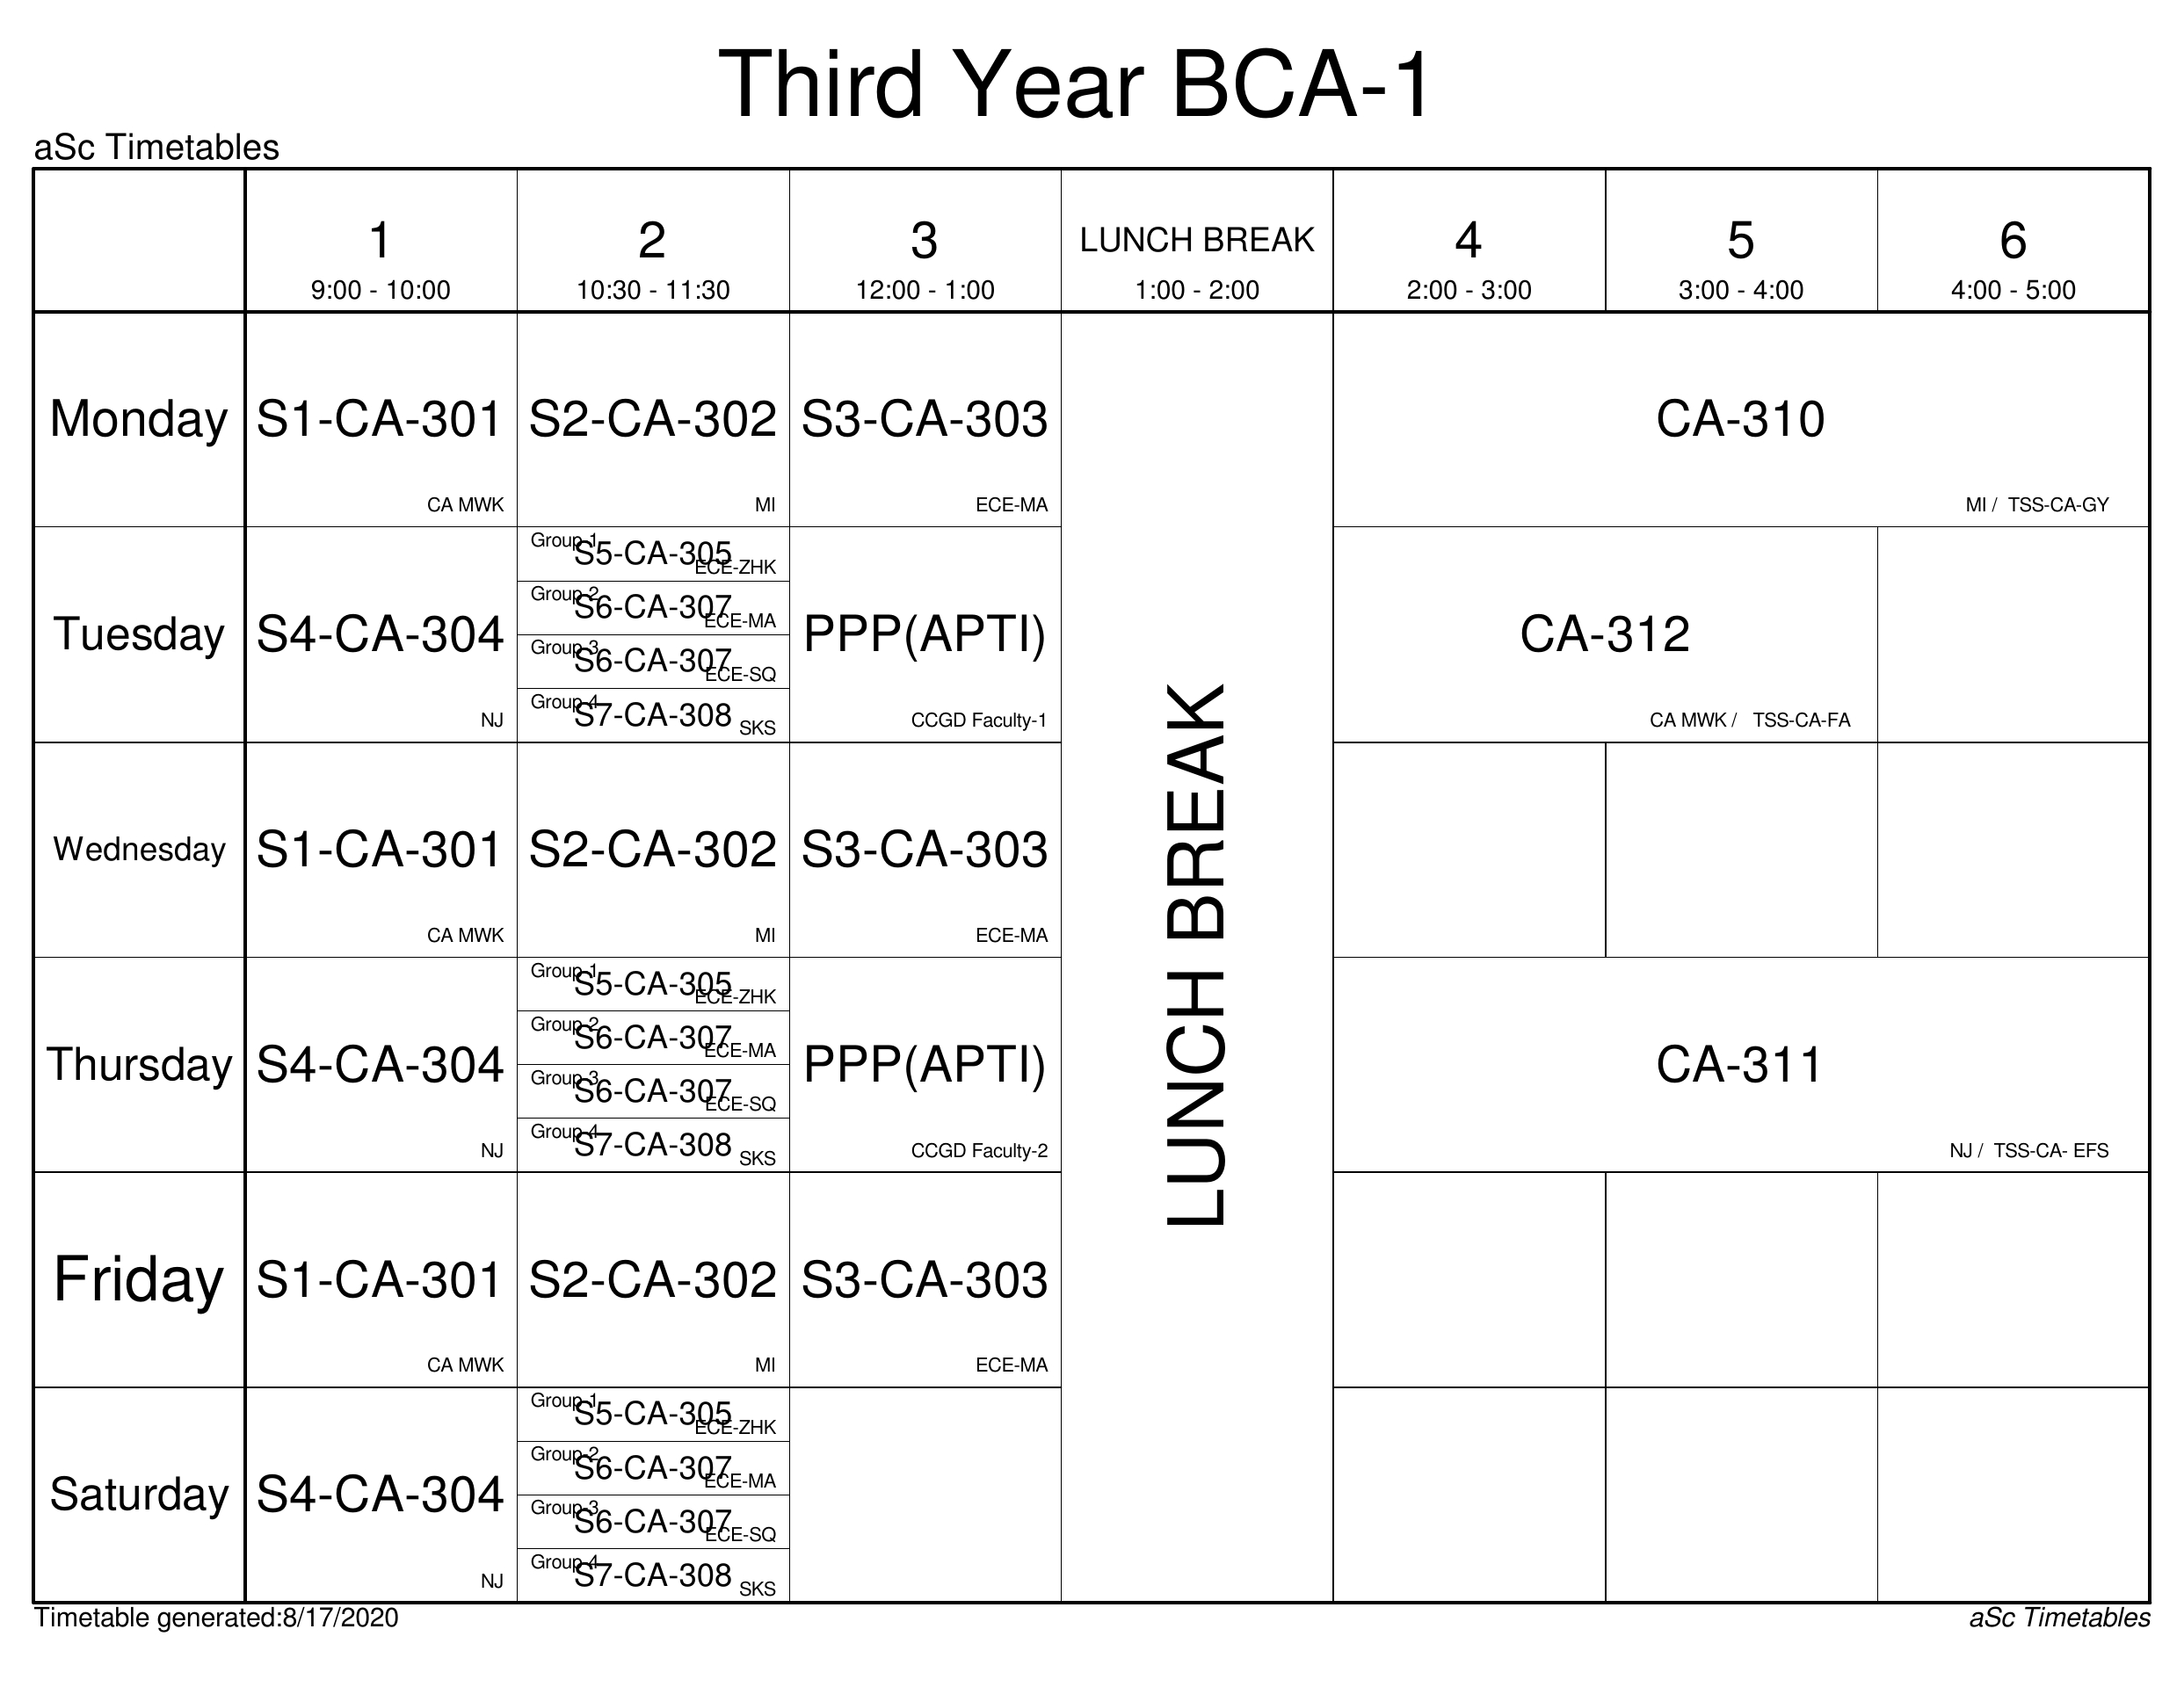 Third Year BCA-1
aSc Timetables
1 2 3 LUNCH BREAK 4 5 6
9:00 - 10:00 10:30 - 11:30 12:00 - 1:00 1:00 - 2:00 2:00 - 3:00 3:00 - 4:00 4:00 - 5:00
Monday S1-CA-301 S2-CA-302 S3-CA-303 CA-310
CA MWK MI ECE-MA MI / TSS-CA-GY
Group-1 S5-CA-305 ECE-ZHK
Group-2 S6-CA-307 ECE-MA
Tuesday S4-CA-304 PPP(APTI) CA-312
Group-3 S6-CA-307 ECE-SQ
Group-4 S7-CA-308 SKS
NJ CCGD Faculty-1 CA MWK / TSS-CA-FA
LUNCH BREAK
Wednesday S1-CA-301 S2-CA-302 S3-CA-303
CA MWK MI ECE-MA
Group-1 S5-CA-305 ECE-ZHK
Group-2 S6-CA-307 ECE-MA
Thursday S4-CA-304 PPP(APTI) CA-311
Group-3 S6-CA-307 ECE-SQ
Group-4 S7-CA-308 SKS
NJ CCGD Faculty-2 NJ / TSS-CA- EFS
Friday S1-CA-301 S2-CA-302 S3-CA-303
CA MWK MI ECE-MA
Group-1 S5-CA-305 ECE-ZHK
Group-2 S6-CA-307 ECE-MA
Saturday S4-CA-304
Group-3 S6-CA-307 ECE-SQ
Group-4 S7-CA-308 SKS
NJ
Timetable generated:8/17/2020 aSc Timetables